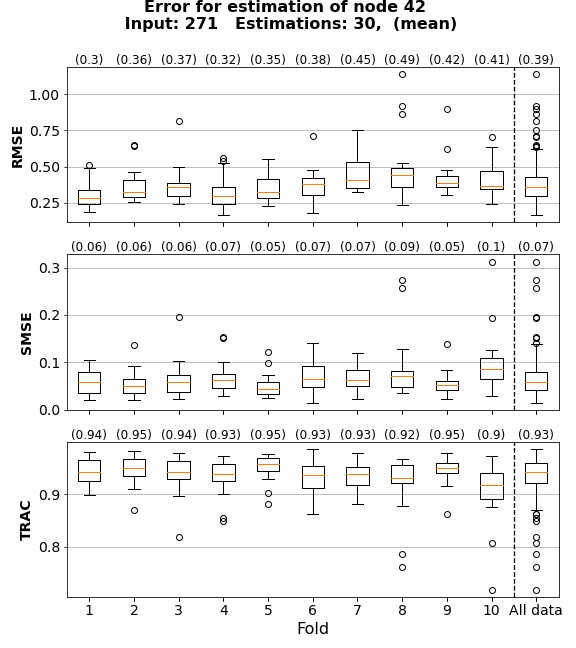 Error for estimation of node 42
Input: 271   Estimations: 30,  (mean)
(0.3) (0.36) (0.37) (0.32) (0.35) (0.38) (0.45) (0.49) (0.42) (0.41) (0.39)
1.00
0.75
0.50
0.25
RMSE
(0.06) (0.06) (0.06) (0.07) (0.05) (0.07) (0.07) (0.09) (0.05) (0.1) (0.07)
0.3
0.2
0.1
0.0
SMSE
(0.94) (0.95) (0.94) (0.93) (0.95) (0.93) (0.93) (0.92) (0.95) (0.9) (0.93)
0.9
0.8
TRAC
1 2 3 4 5 6 7 8 9 10 All data
Fold